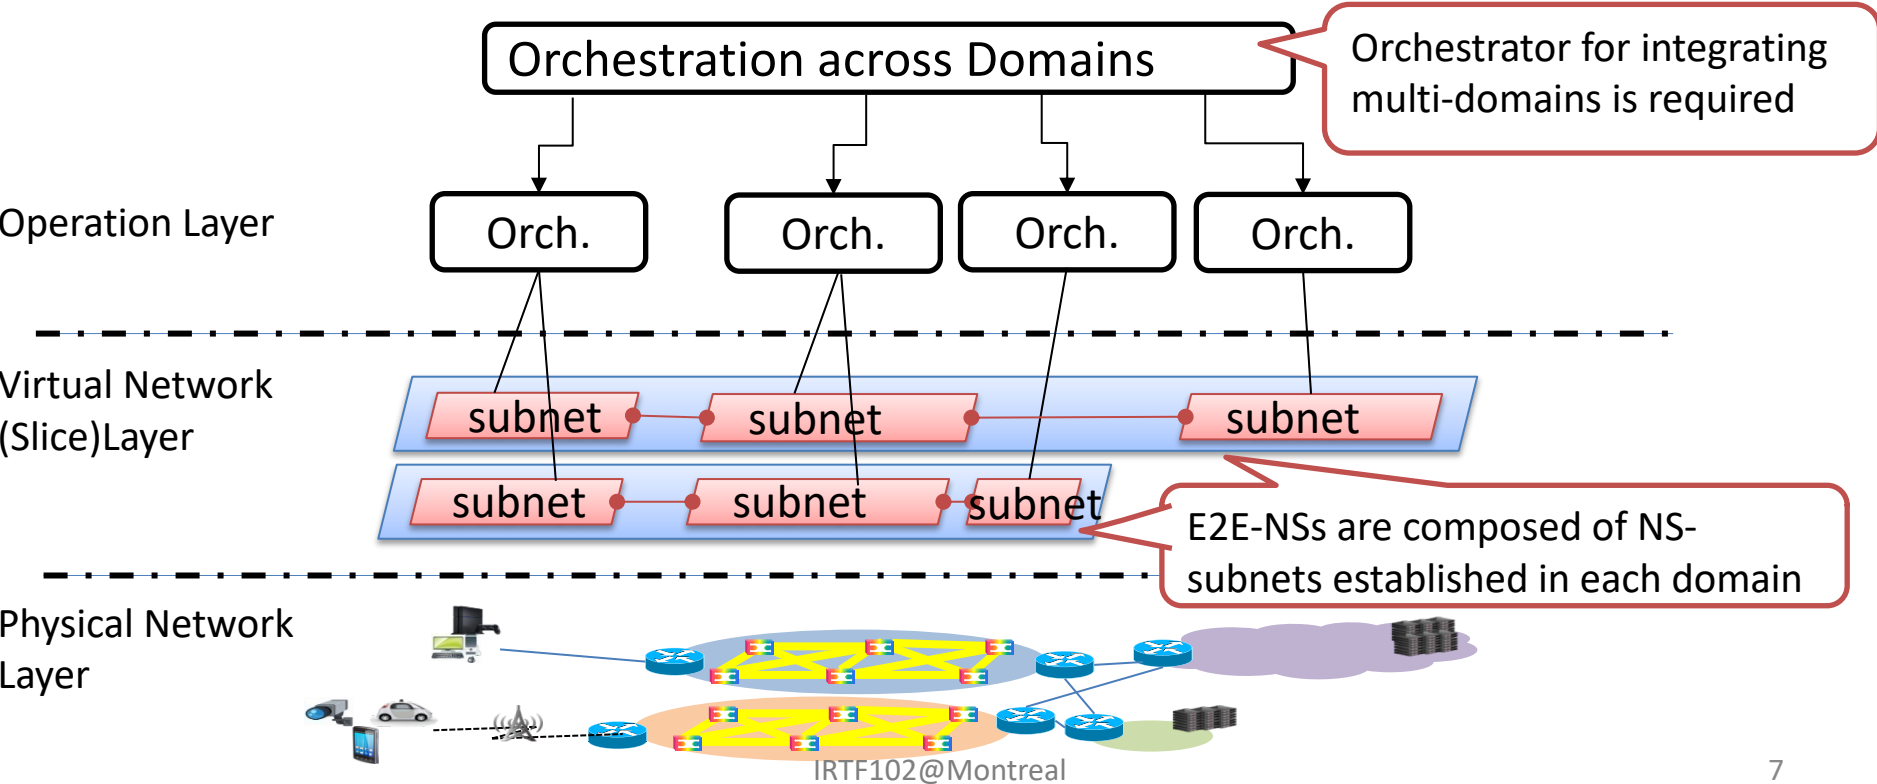 Orchestration across Domains
Orchestrator for integrating
multi-domains is required
Operation Layer
Orch.
Orch.
Orch.
Orch.
Virtual Network
(Slice)Layer
subnet
subnet
subnet
subnet
subnet
subnet
E2E-NSs are composed of NS-
subnets established in each domain
Physical Network
Layer
IRTF102@Montreal
7